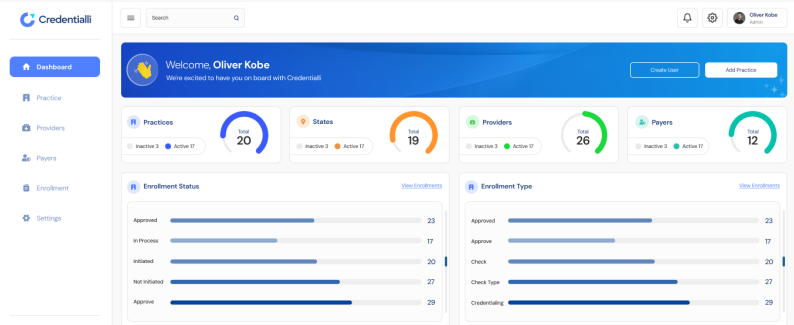 Credentialli
Search
Oliver Kobe
Admin
Dashboard
Practice
Providers
Payers
Enrollment
Settings
Welcome, Oliver Kobe
We're excited to have you on board with Credentialli
Create User
Add Practice
Practices
Inactive 3 Active 17
Total
20
States
Inactive 3 Active 17
Total
19
Providers
Inactive 3 Active 17
Total
26
Payers
Inactive 3 Active 17
Total
12
Enrollment Status
View Enrollments
Approved 23
In Process 17
Initiated 20
Not Initiated 27
Approve 29
Enrollment Type
View Enrollments
Approved 23
Approve 17
Check 20
Check Type 27
Credentialing 29